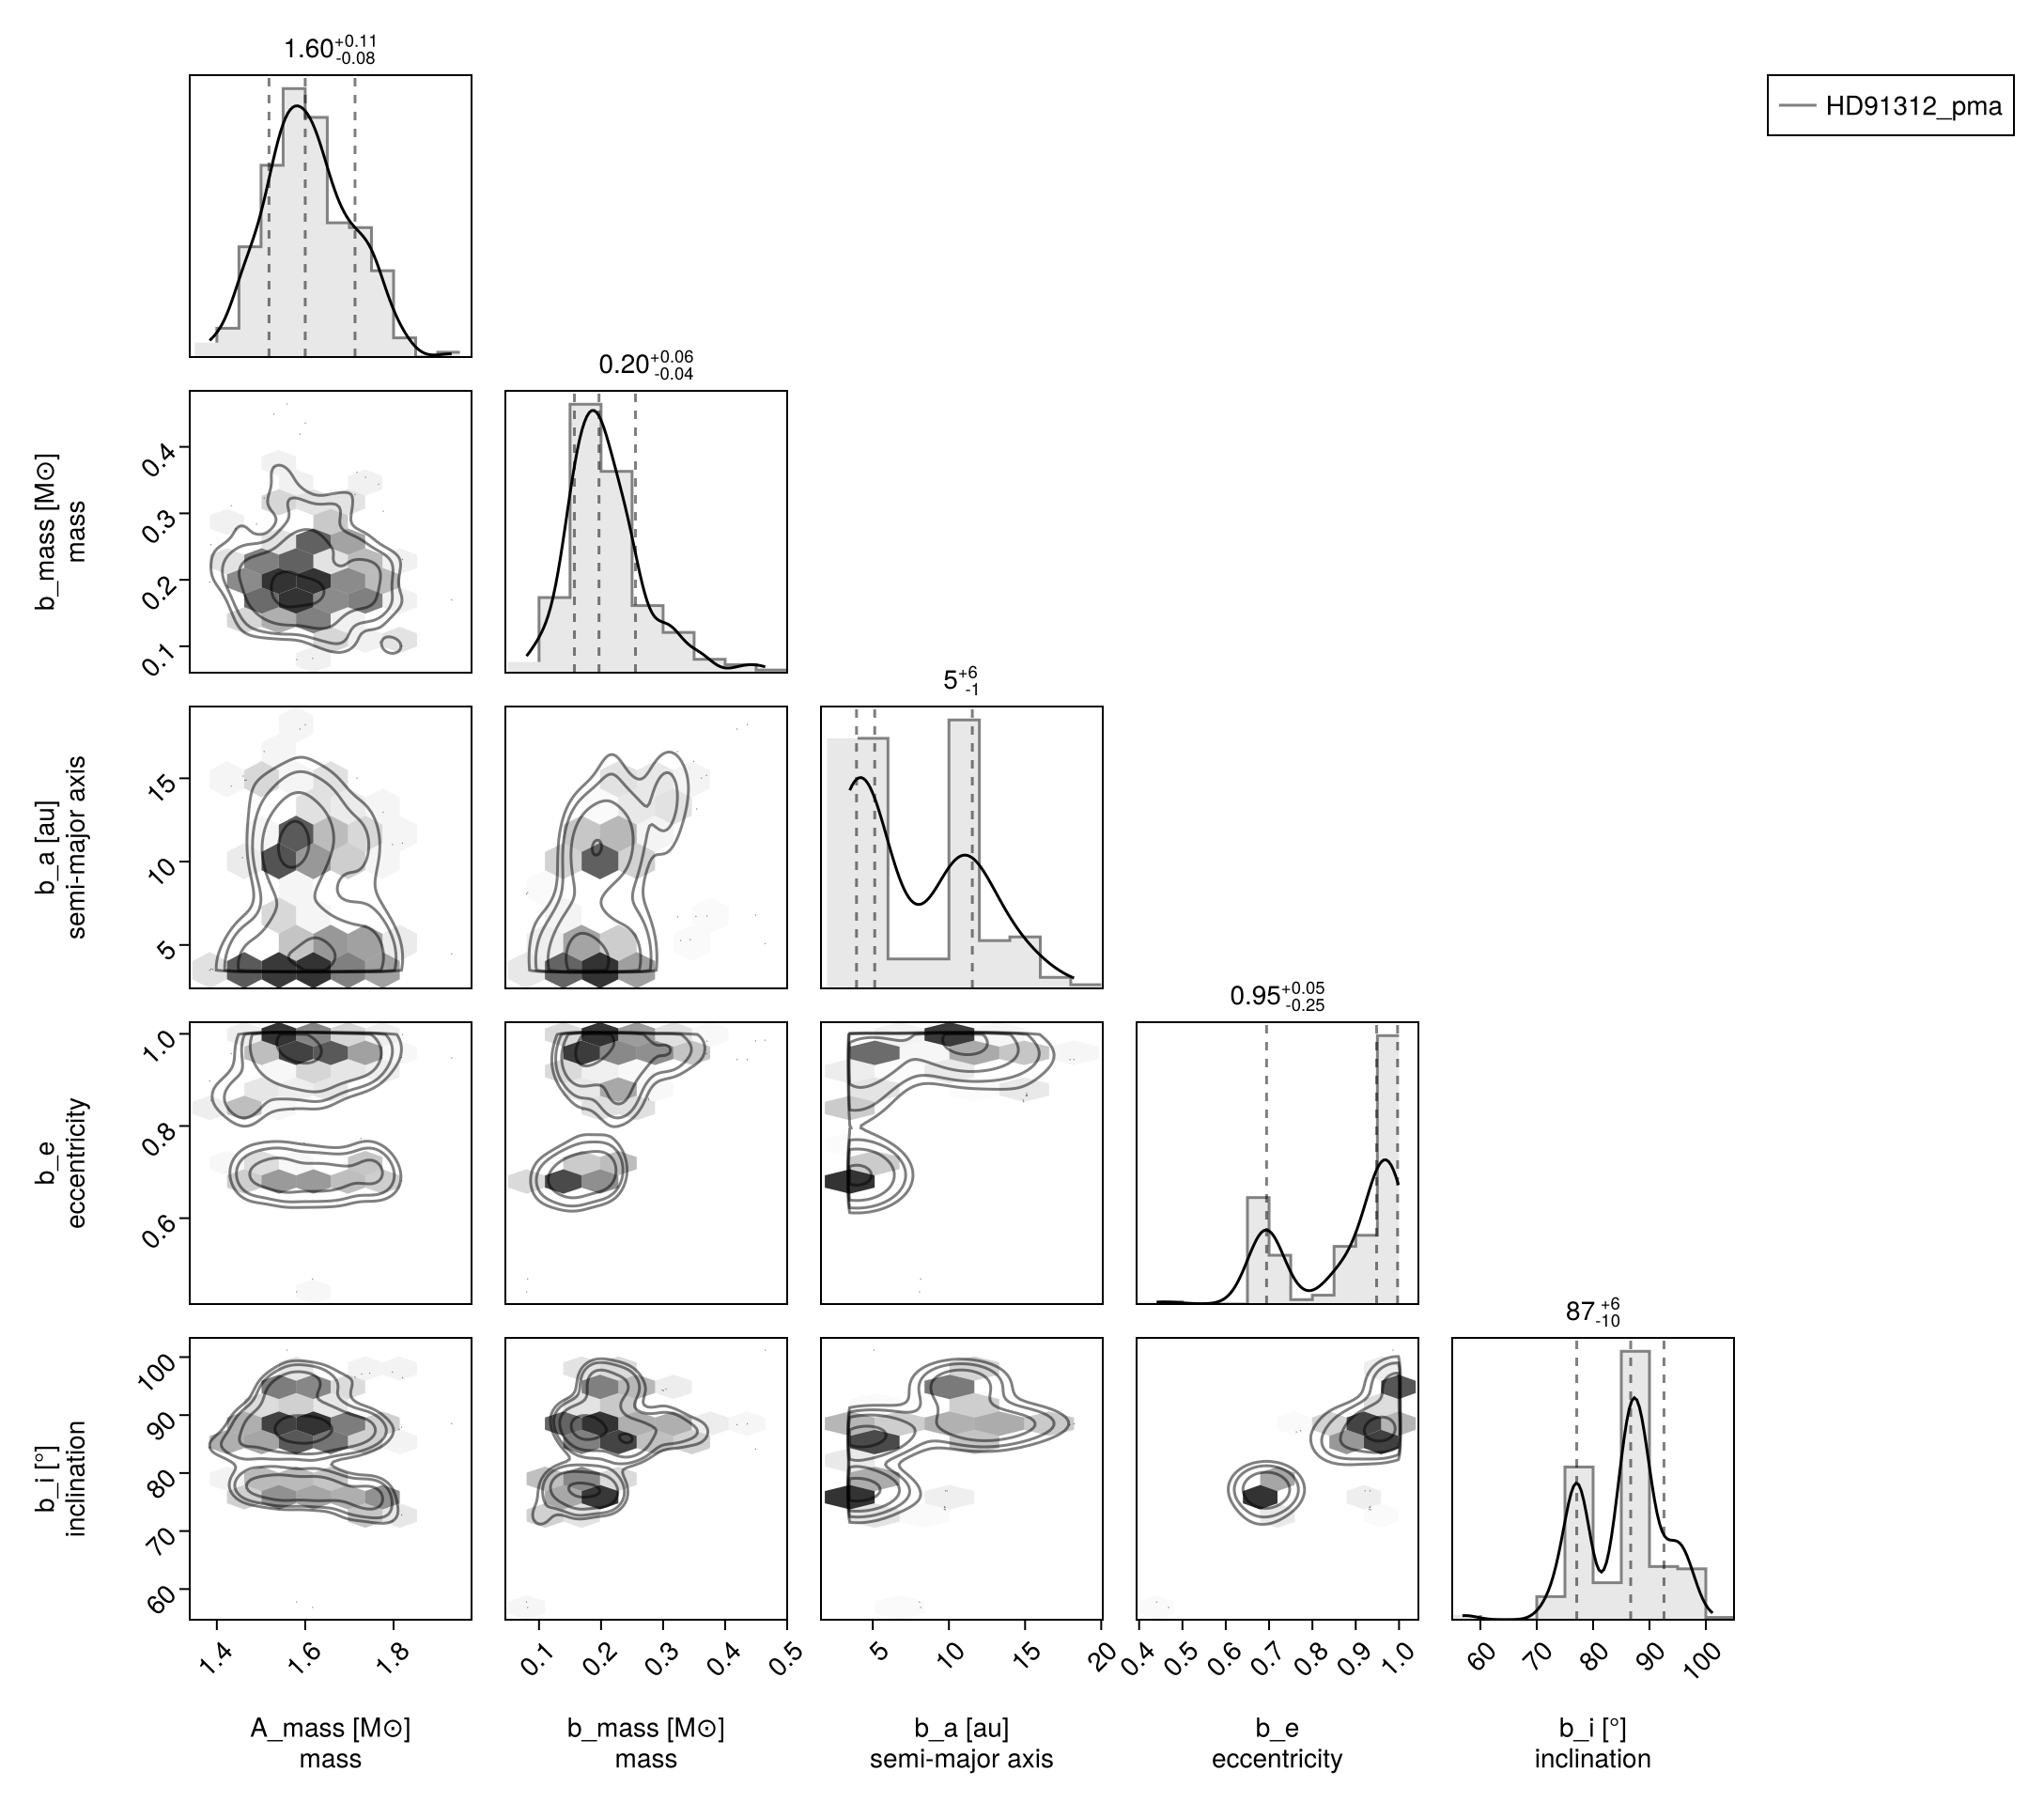 1.60+0.11-0.08
HD91312_pma
0.20+0.06-0.04
b_mass [M⊙]
mass
0.4
0.3
0.2
0.1
5+6-1
b_a [au]
semi-major axis
15
10
5
0.95+0.05-0.25
b_e
eccentricity
1.0
0.8
0.6
87+6-10
b_i [°]
inclination
100
90
80
70
60
1.4 1.6 1.8
0.1 0.2 0.3 0.4 0.5
5 10 15 20
0.4 0.5 0.6 0.7 0.8 0.9 1.0
60 70 80 90 100
A_mass [M⊙]
mass
b_mass [M⊙]
mass
b_a [au]
semi-major axis
b_e
eccentricity
b_i [°]
inclination